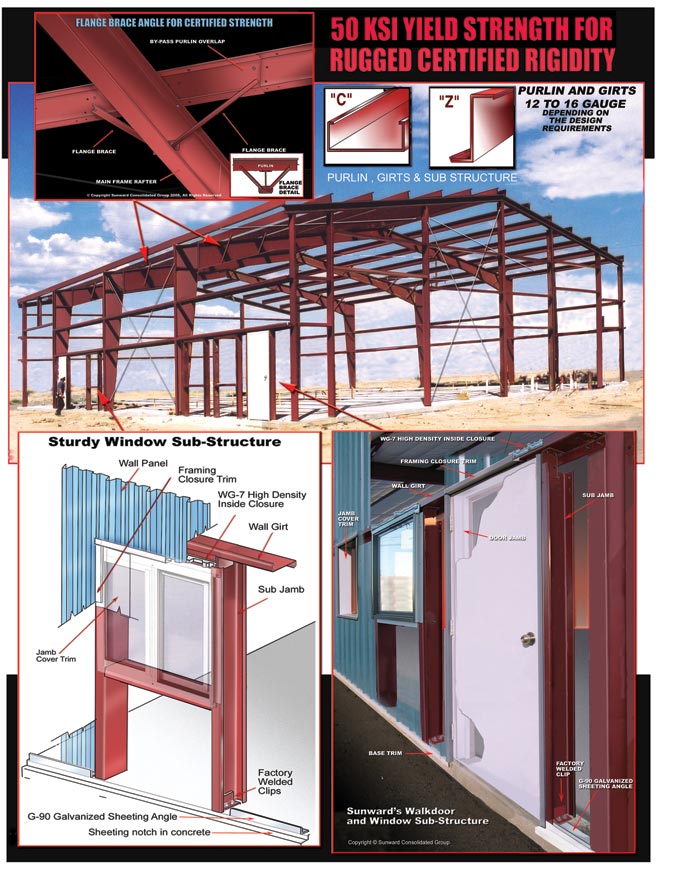 FLANGE BRACE ANGLE FOR CERTIFIED STRENGTH
BY-PASS PURLIN OVERLAP
FLANGE BRACE
FLANGE BRACE
MAIN FRAME RAFTER
PURLIN
FLANGE
BRACE
DETAIL
© Copyright Sunward Consolidated Group 2008, All Rights Reserved
50 KSI YIELD STRENGTH FOR
RUGGED CERTIFIED RIGIDITY
"C"
"Z"
PURLIN AND GIRTS
12 TO 16 GAUGE
DEPENDING ON
THE DESIGN
REQUIREMENTS
PURLIN , GIRTS & SUB STRUCTURE
Sturdy Window Sub-Structure
Wall Panel
Framing
Closure Trim
WG-7 High Density
Inside Closure
Wall Girt
Sub Jamb
Jamb
Cover Trim
Factory
Welded
Clips
G-90 Galvanized Sheeting Angle
Sheeting notch in concrete
WG-7 HIGH DENSITY INSIDE CLOSURE
FRAMING CLOSURE TRIM
WALL GIRT
SUB JAMB
JAMB
COVER
TRIM
DOOR JAMB
BASE TRIM
FACTORY
WELDED
CLIP
G-90 GALVANIZED
SHEETING ANGLE
Sunward's Walkdoor
and Window Sub-Structure
Copyright © Sunward Consolidated Group